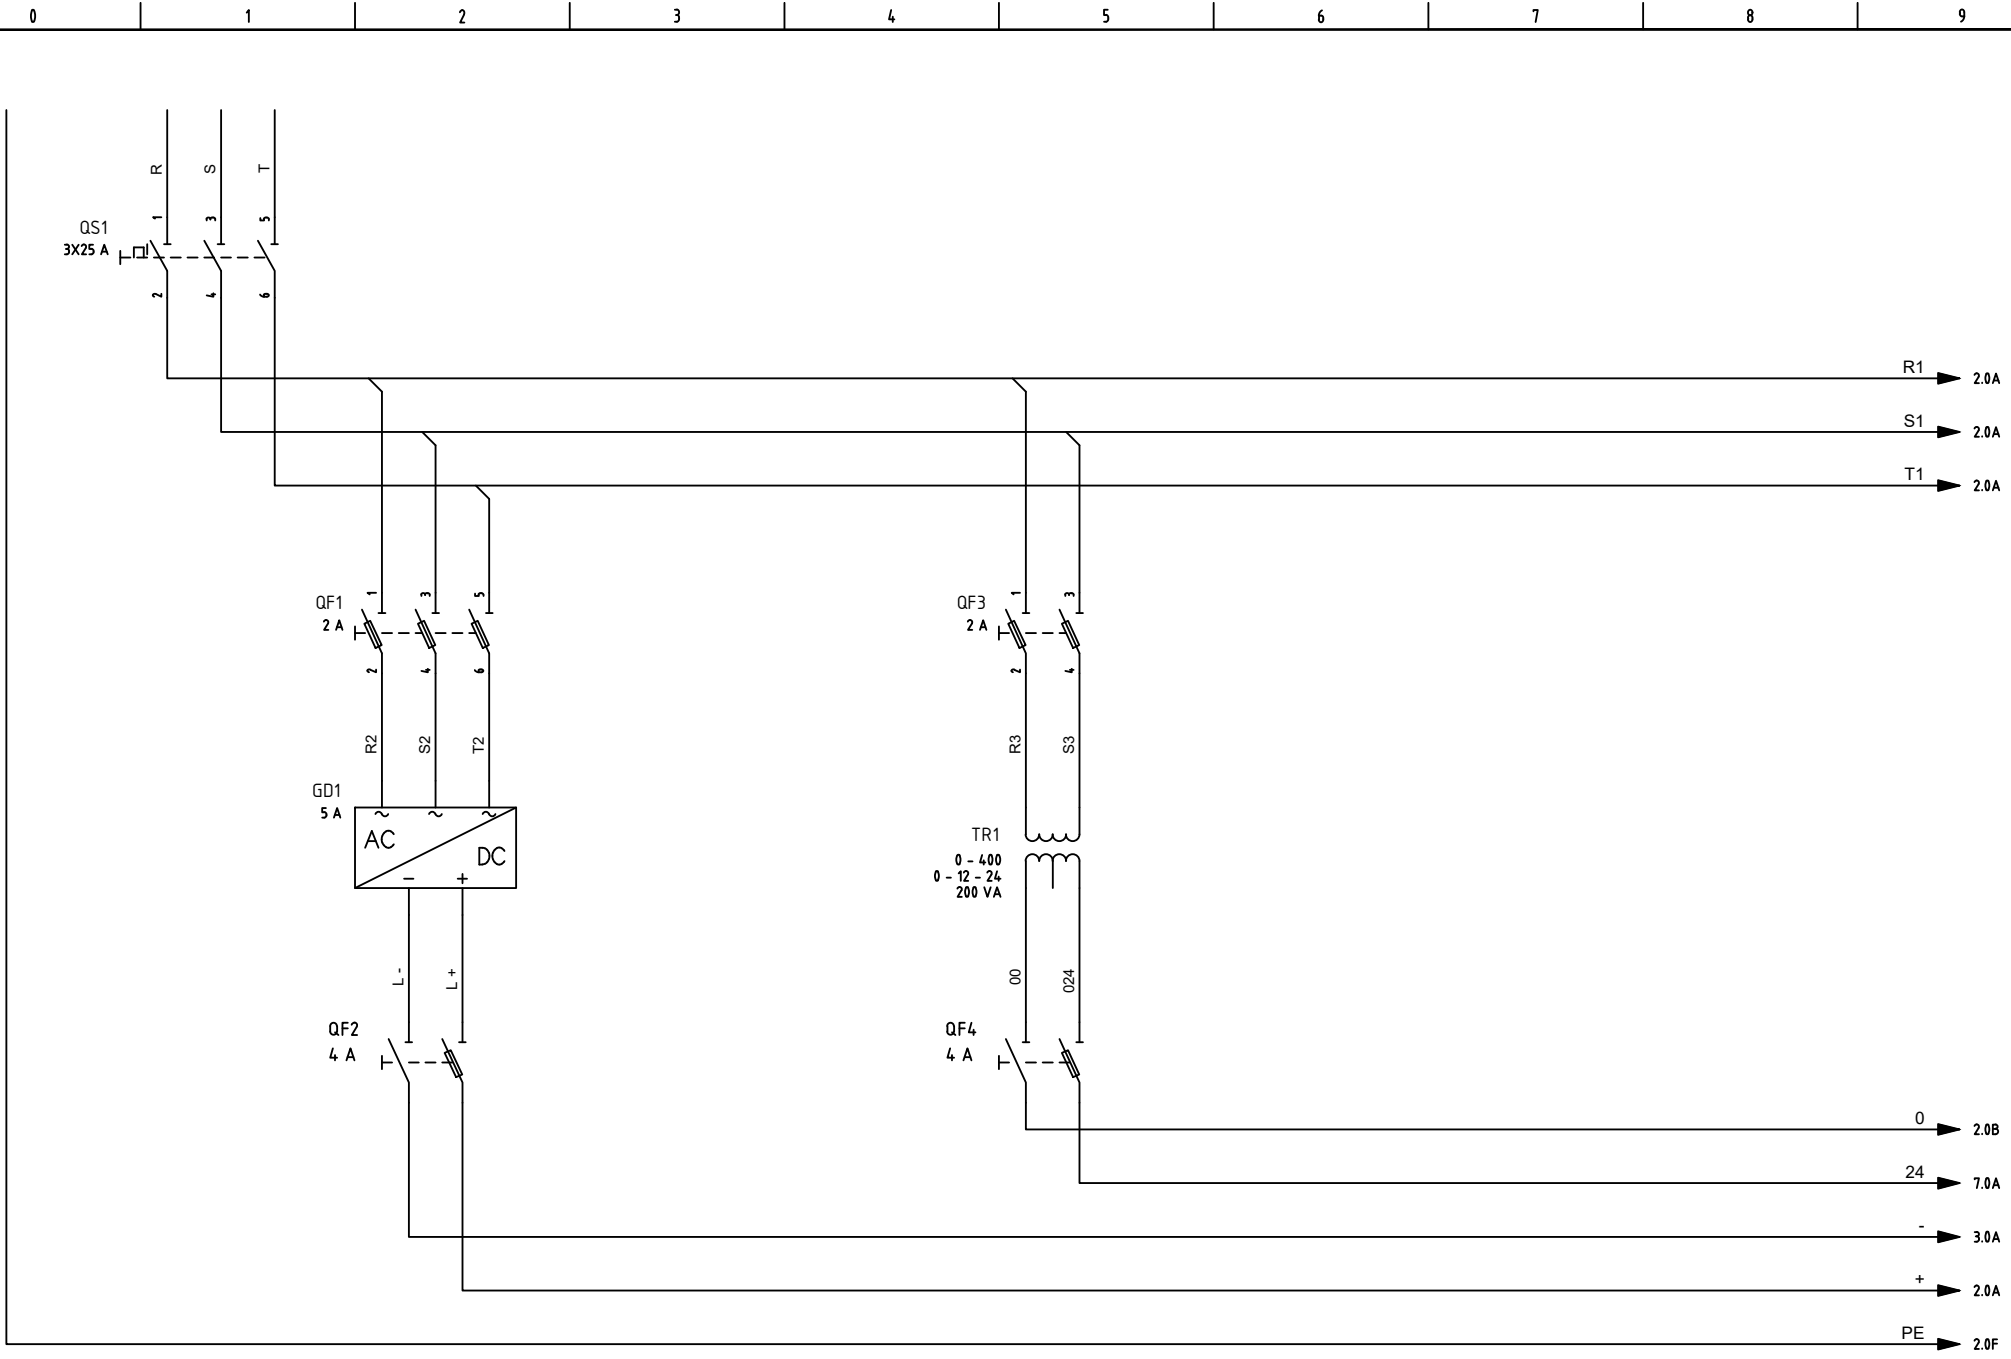 0 1 2 3 4 5 6 7 8 9
R S T
1 3 5
QS1
3X25 A
2 4 6
R1 2.0A
S1 2.0A
T1 2.0A
1 3 5
QF1
2 A
2 4 6
1 3
QF3
2 A
2 4
R2 S2 T2
R3 S3
GD1
5 A
~ ~ ~
AC
DC
- +
TR1
0 - 400
0 - 12 - 24
200 VA
L - L +
00 024
QF2
4 A
QF4
4 A
0 2.0B
24 7.0A
- 3.0A
+ 2.0A
PE 2.0F